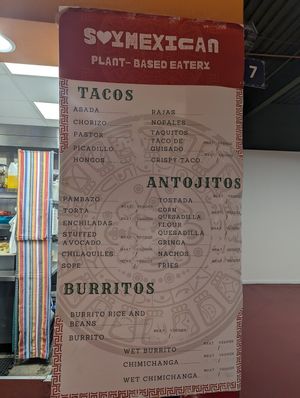 SOYMEXICAN
PLANT-BASED EATERY
7
TACOS
ASADA
CHORIZO
PASTOR
PICADILLO
HONGOS
RAJAS
NOPALES
TAQUITOS
TACO DE
GUISADO
CRISPY TACO
ANTOJITOS
PAMBAZO
TORTA
ENCHILADAS
STUFFED
AVOCADO
CHILAQUILES
SOPE
TOSTADA
CORN
QUESADILLA
FLOUR
QUESADILLA
GRINGA
NACHOS
FRIES
BURRITOS
BURRITO RICE AND
BEANS
BURRITO
WET BURRITO
CHIMICHANGA
WET CHIMICHANGA